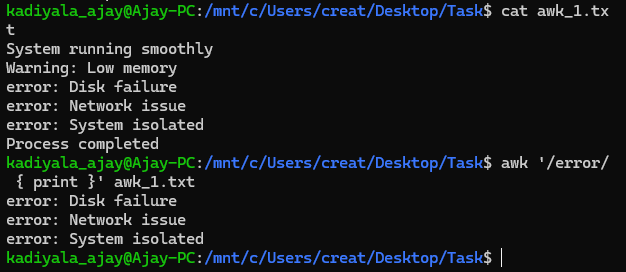 kadiyala_ajay@Ajay-PC:/mnt/c/Users/creat/Desktop/Task$ cat awk_1.tx
t
System running smoothly
Warning: Low memory
error: Disk failure
error: Network issue
error: System isolated
Process completed
kadiyala_ajay@Ajay-PC:/mnt/c/Users/creat/Desktop/Task$ awk '/error/
 { print }' awk_1.txt
error: Disk failure
error: Network issue
error: System isolated
kadiyala_ajay@Ajay-PC:/mnt/c/Users/creat/Desktop/Task$